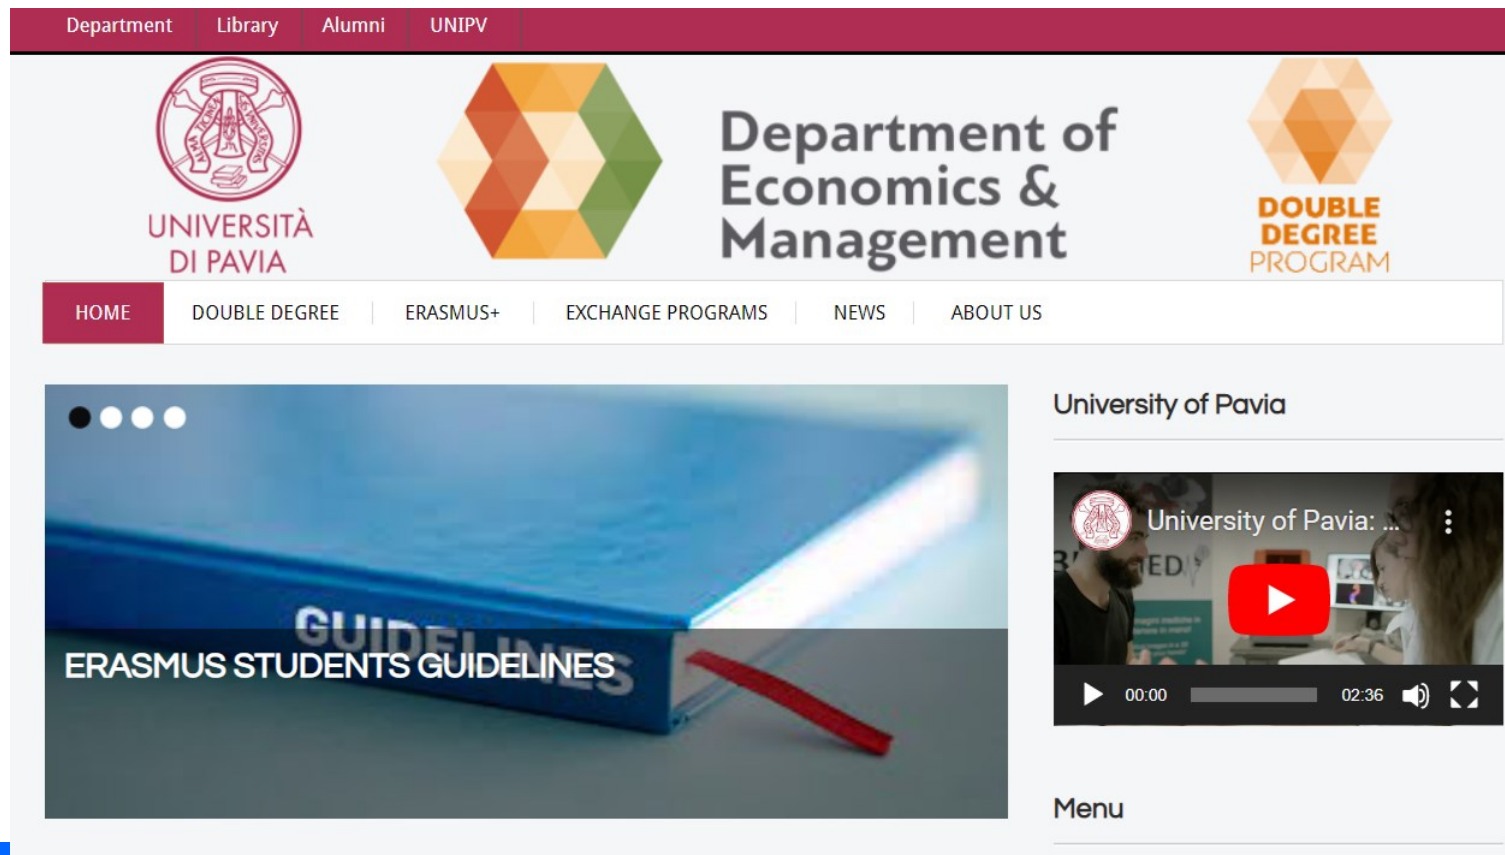 Department Library Alumni UNIPV
UNIVERSITÀ
DI PAVIA
Department of
Economics &
Management
DOUBLE
DEGREE
PROGRAM
HOME DOUBLE DEGREE ERASMUS+ EXCHANGE PROGRAMS NEWS ABOUT US
GUIDELINES
ERASMUS STUDENTS GUIDELINES
University of Pavia
University of Pavia: ...
00:00 02:36
Menu